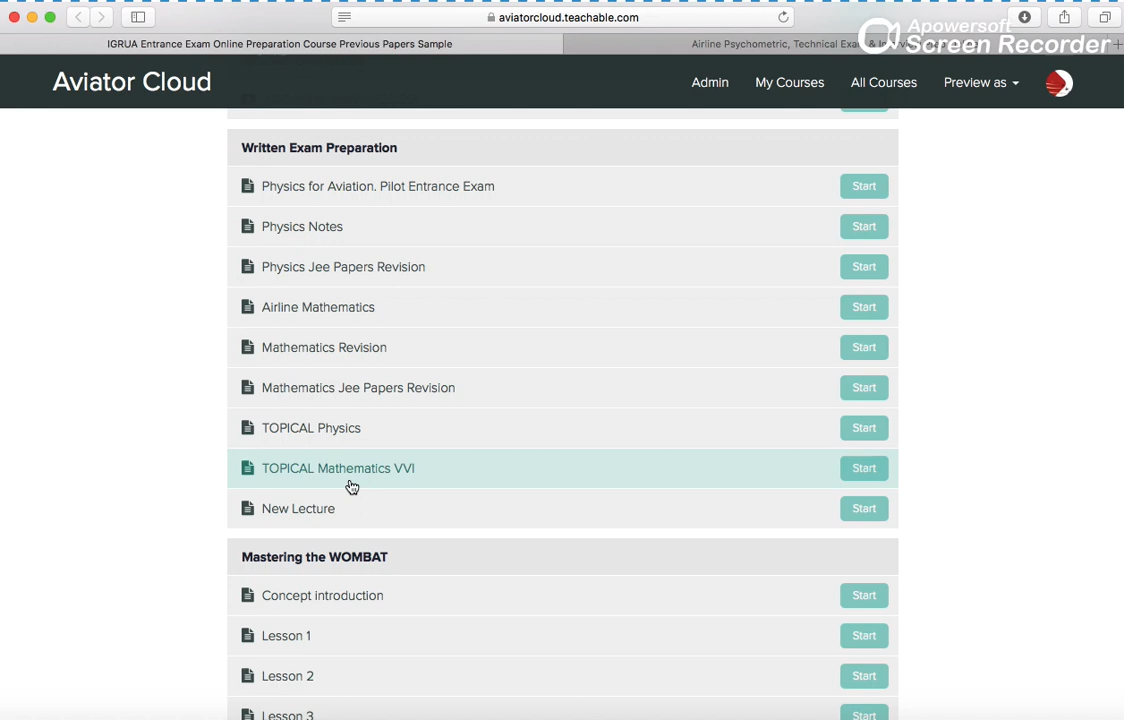 aviatorcloud.teachable.com
Apowersoft
Screen Recorder
IGRUA Entrance Exam Online Preparation Course Previous Papers Sample
Airline Psychometric, Technical Exam &
Aviator Cloud
Admin
My Courses
All Courses
Preview as
Written Exam Preparation
Physics for Aviation. Pilot Entrance Exam Start
Physics Notes Start
Physics Jee Papers Revision Start
Airline Mathematics Start
Mathematics Revision Start
Mathematics Jee Papers Revision Start
TOPICAL Physics Start
TOPICAL Mathematics VVI Start
New Lecture Start
Mastering the WOMBAT
Concept introduction Start
Lesson 1 Start
Lesson 2 Start
Lesson 3 Start